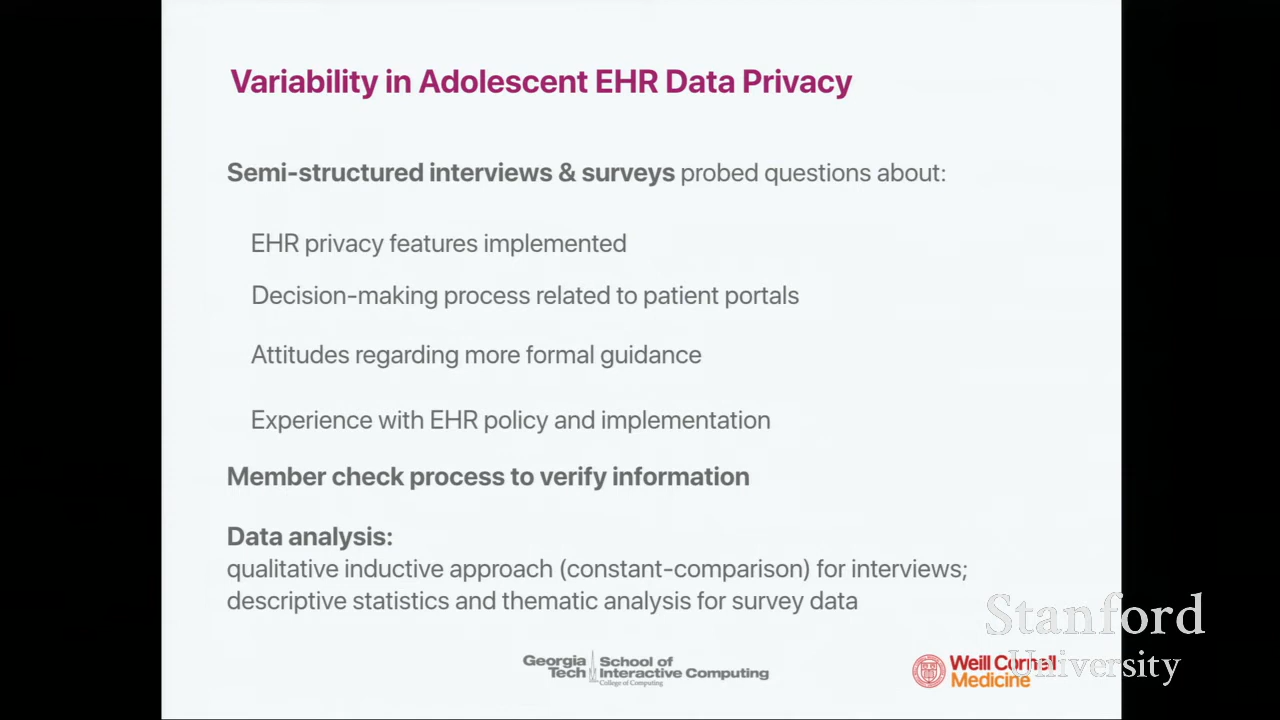 Variability in Adolescent EHR Data Privacy
Semi-structured interviews & surveys probed questions about:
EHR privacy features implemented
Decision-making process related to patient portals
Attitudes regarding more formal guidance
Experience with EHR policy and implementation
Member check process to verify information
Data analysis:
qualitative inductive approach (constant-comparison) for interviews;
descriptive statistics and thematic analysis for survey data
Georgia Tech
School of Interactive Computing
College of Computing
Weill Cornell
Medicine
Stanford
University